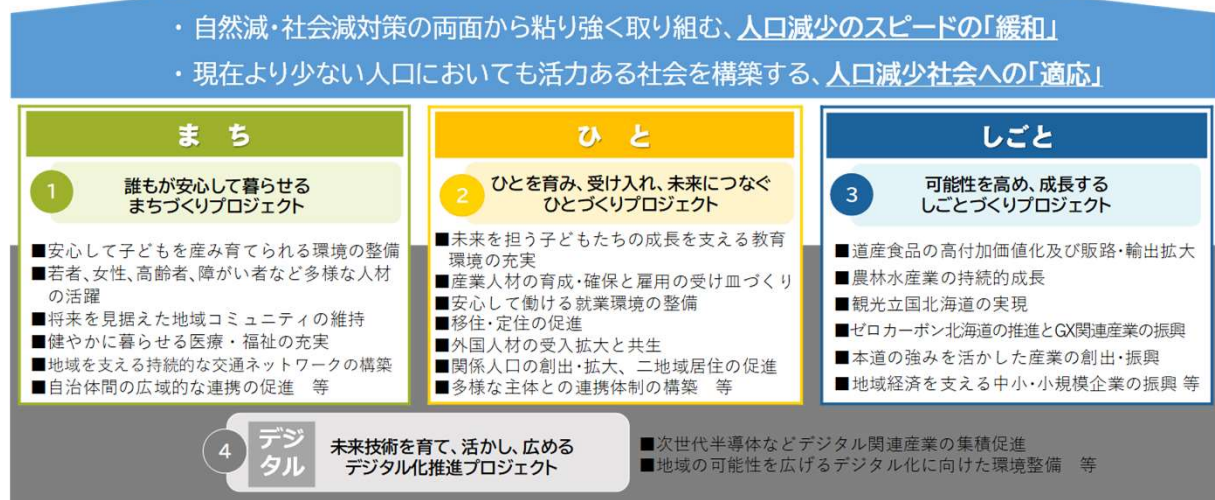 ・自然減・社会減対策の両面から粘り強く取り組む、人口減少のスピードの「緩和」
・現在より少ない人口においても活力ある社会を構築する、人口減少社会への「適応」
まち
1
誰もが安心して暮らせる
まちづくりプロジェクト
■安心して子どもを産み育てられる環境の整備
■若者、女性、高齢者、障がい者など多様な人材
の活躍
■将来を見据えた地域コミュニティの維持
■健やかに暮らせる医療・福祉の充実
■地域を支える持続的な交通ネットワークの構築
■自治体間の広域的な連携の促進 等
ひと
2
ひとを育み、受け入れ、未来につなぐ
ひとづくりプロジェクト
■未来を担う子どもたちの成長を支える教育
環境の充実
■産業人材の育成・確保と雇用の受け皿づくり
■安心して働ける就業環境の整備
■移住・定住の促進
■外国人材の受入拡大と共生
■関係人口の創出・拡大、二地域居住の促進
■多様な主体との連携体制の構築 等
しごと
3
可能性を高め、成長する
しごとづくりプロジェクト
■道産食品の高付加価値化及び販路・輸出拡大
■農林水産業の持続的成長
■観光立国北海道の実現
■ゼロカーボン北海道の推進とGX関連産業の振興
■本道の強みを活かした産業の創出・振興
■地域経済を支える中小・小規模企業の振興 等
4
デジ
タル
未来技術を育て、活かし、広める
デジタル化推進プロジェクト
■次世代半導体などデジタル関連産業の集積促進
■地域の可能性を広げるデジタル化に向けた環境整備 等